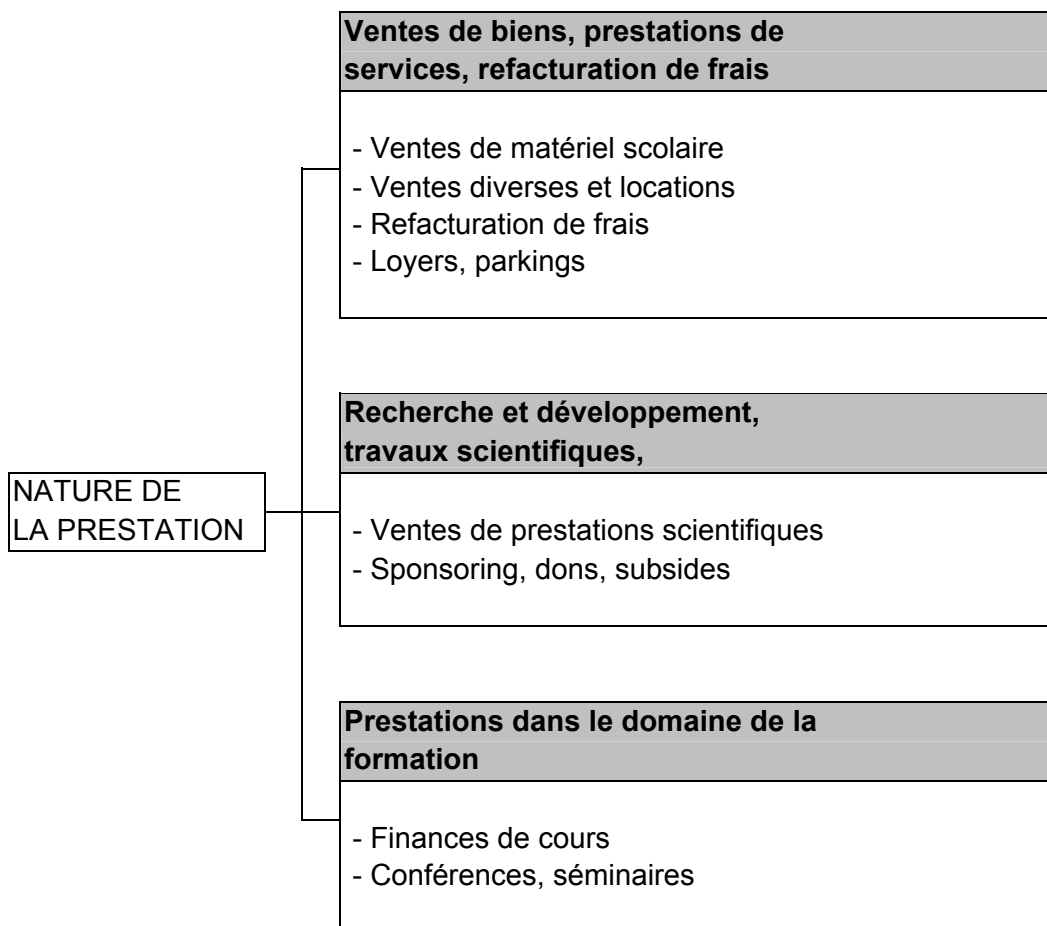 Ventes de biens, prestations de
services, refacturation de frais
- Ventes de matériel scolaire
- Ventes diverses et locations
- Refacturation de frais
- Loyers, parkings
Recherche et développement,
travaux scientifiques,
NATURE DE
LA PRESTATION
- Ventes de prestations scientifiques
- Sponsoring, dons, subsides
Prestations dans le domaine de la
formation
- Finances de cours
- Conférences, séminaires